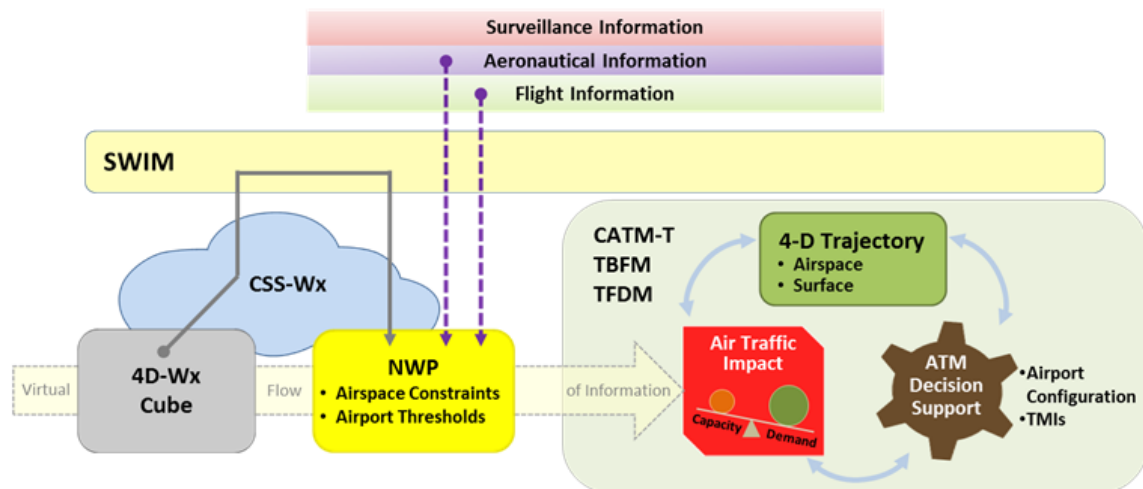 Surveillance Information
Aeronautical Information
Flight Information
SWIM
CSS-Wx
CATM-T
TBFM
TFDM
4-D Trajectory
• Airspace
• Surface
Virtual
4D-Wx
Cube
Flow
NWP
• Airspace Constraints
• Airport Thresholds
of Information
Air Traffic
Impact
Capacity
Demand
ATM
Decision
Support
• Airport
Configuration
• TMIs